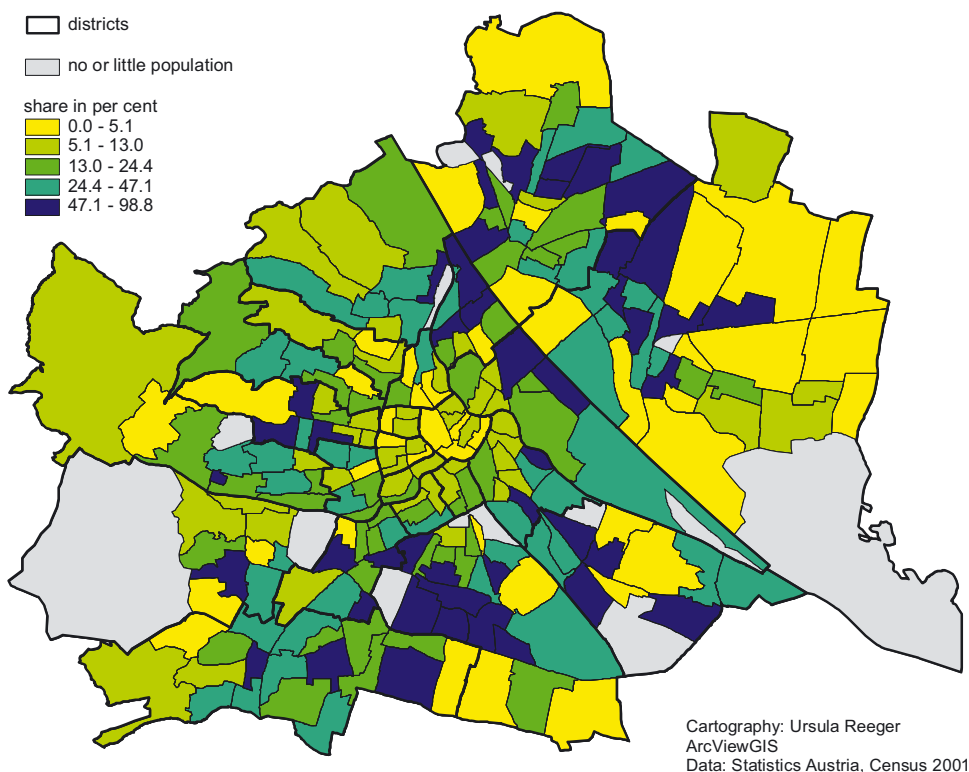 districts
no or little population
share in per cent
0.0 - 5.1
5.1 - 13.0
13.0 - 24.4
24.4 - 47.1
47.1 - 98.8
Cartography: Ursula Reeger
ArcViewGIS
Data: Statistics Austria, Census 2001